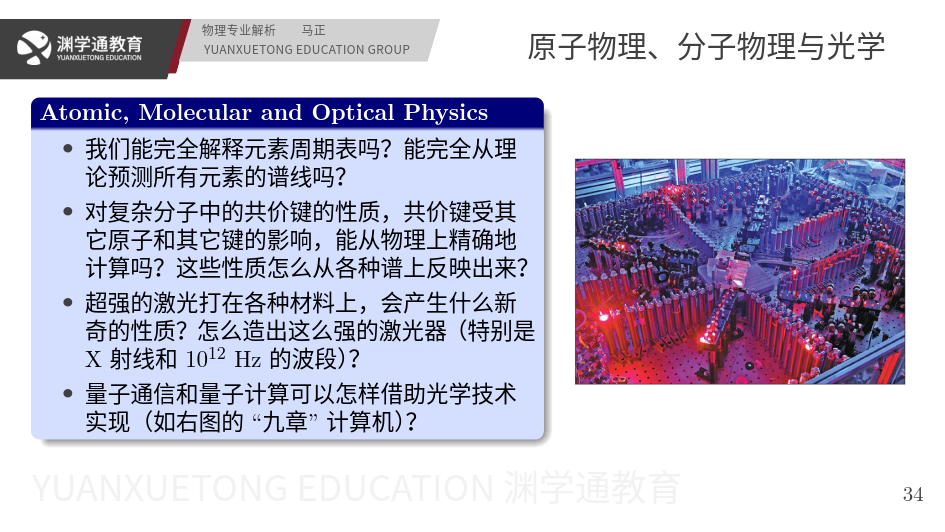 渊学通教育
YUANXUETONG EDUCATION
物理专业解析 马正
YUANXUETONG EDUCATION GROUP
原子物理、分子物理与光学
Atomic, Molecular and Optical Physics
• 我们能完全解释元素周期表吗？能完全从理
论预测所有元素的谱线吗？
• 对复杂分子中的共价键的性质，共价键受其
它原子和其它键的影响，能从物理上精确地
计算吗？这些性质怎么从各种谱上反映出来？
• 超强的激光打在各种材料上，会产生什么新
奇的性质？怎么造出这么强的激光器（特别是
X 射线和 10¹² Hz 的波段）？
• 量子通信和量子计算可以怎样借助光学技术
实现（如右图的 “九章” 计算机）？
YUANXUETONG EDUCATION 渊学通教育
34